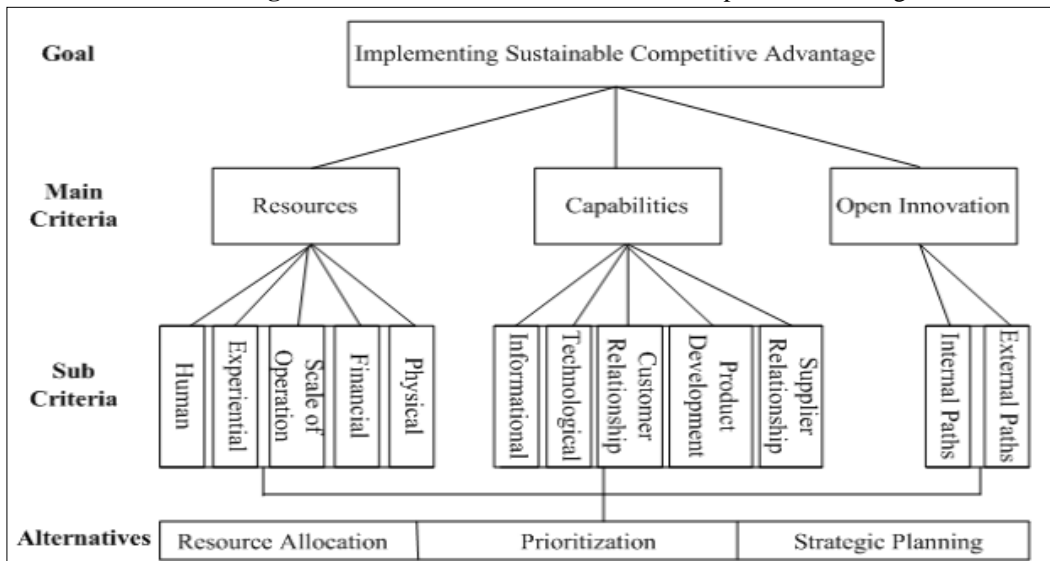 Goal
Implementing Sustainable Competitive Advantage
Main
Criteria
Resources
Capabilities
Open Innovation
Sub
Criteria
Human
Experiential
Scale of
Operation
Financial
Physical
Informational
Technological
Customer
Relationship
Product
Development
Supplier
Relationship
Internal Paths
External Paths
Alternatives
Resource Allocation
Prioritization
Strategic Planning